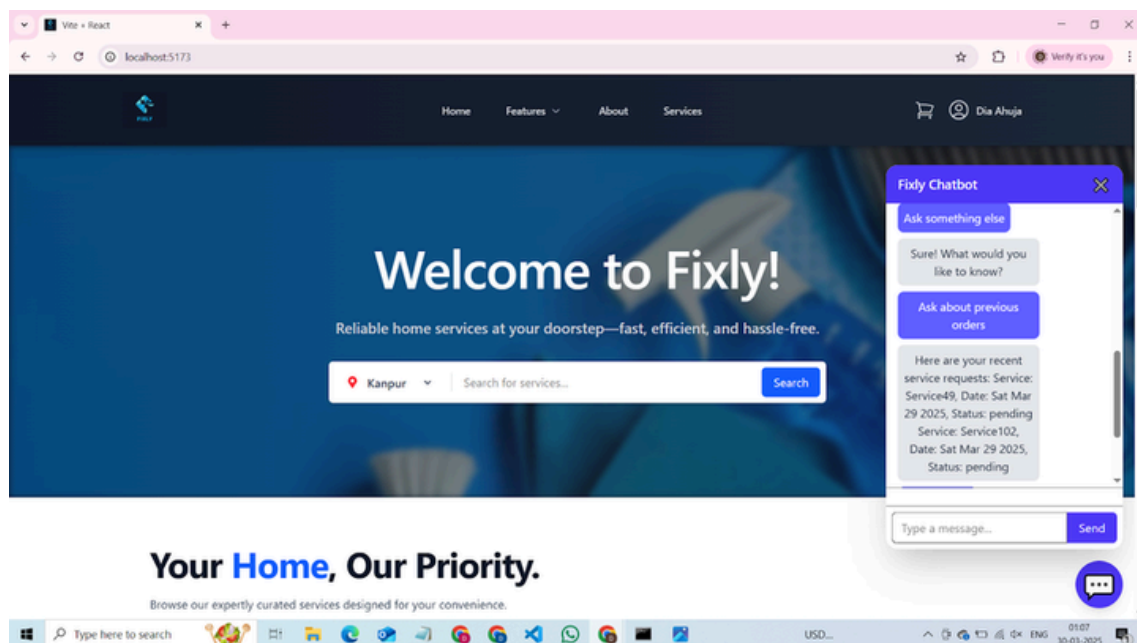 Vite + React
localhost:5173
Verify it's you
FIXLY
Home Features About Services
Dia Ahuja
Fixly Chatbot
Ask something else
Sure! What would you
like to know?
Ask about previous
orders
Here are your recent
service requests: Service:
Service49, Date: Sat Mar
29 2025, Status: pending
Service: Service102,
Date: Sat Mar 29 2025,
Status: pending
Type a message...
Send
Welcome to Fixly!
Reliable home services at your doorstep—fast, efficient, and hassle-free.
Kanpur Search for services... Search
Your Home, Our Priority.
Browse our expertly curated services designed for your convenience.
Type here to search
USD...
ENG
01:07
30-03-2025